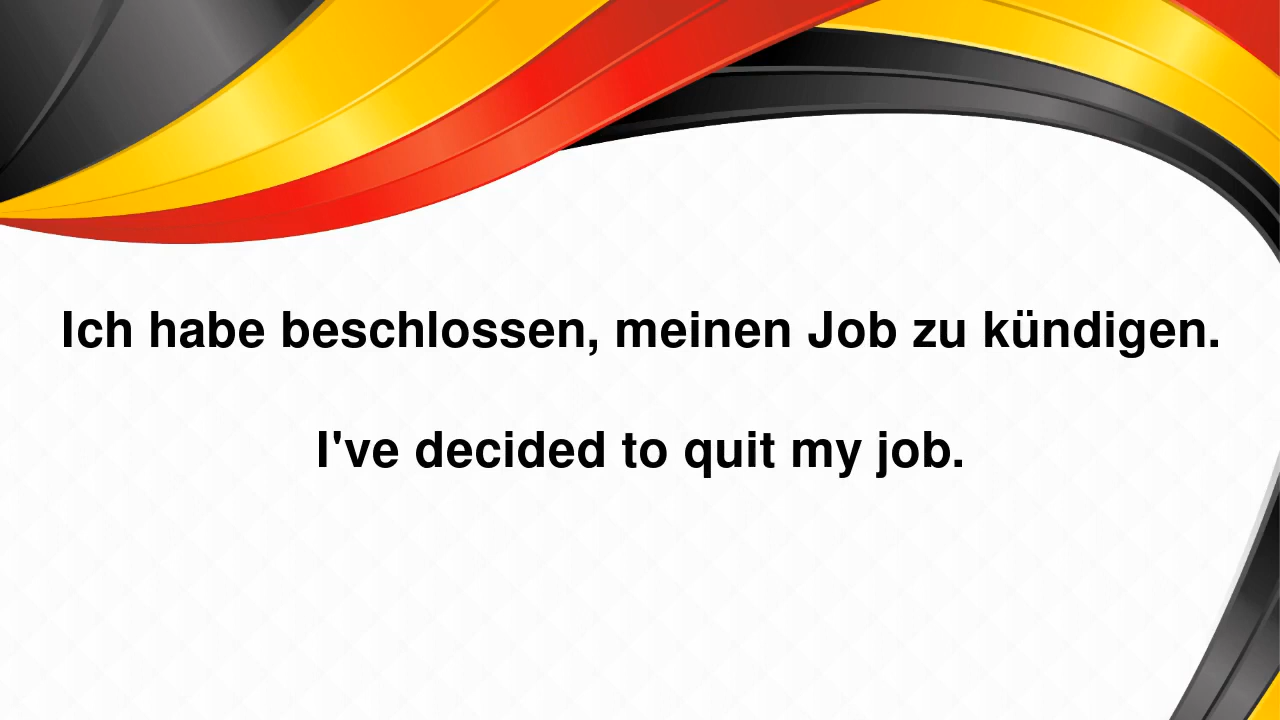 Ich habe beschlossen, meinen Job zu kündigen.
I've decided to quit my job.